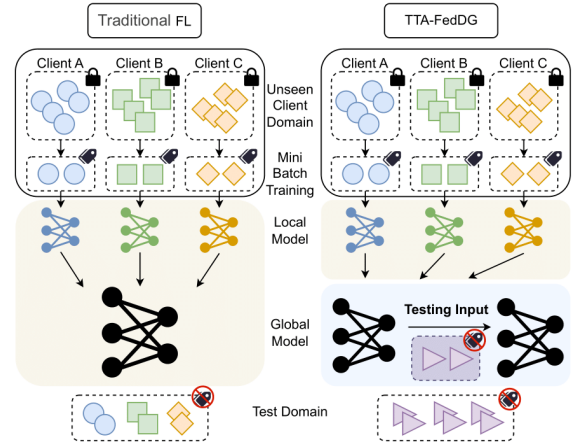 Traditional FL
TTA-FedDG
Client A
Client B
Client C
Client A
Client B
Client C
Unseen
Client
Domain
Mini
Batch
Training
Local
Model
Global
Model
Testing Input
Test Domain